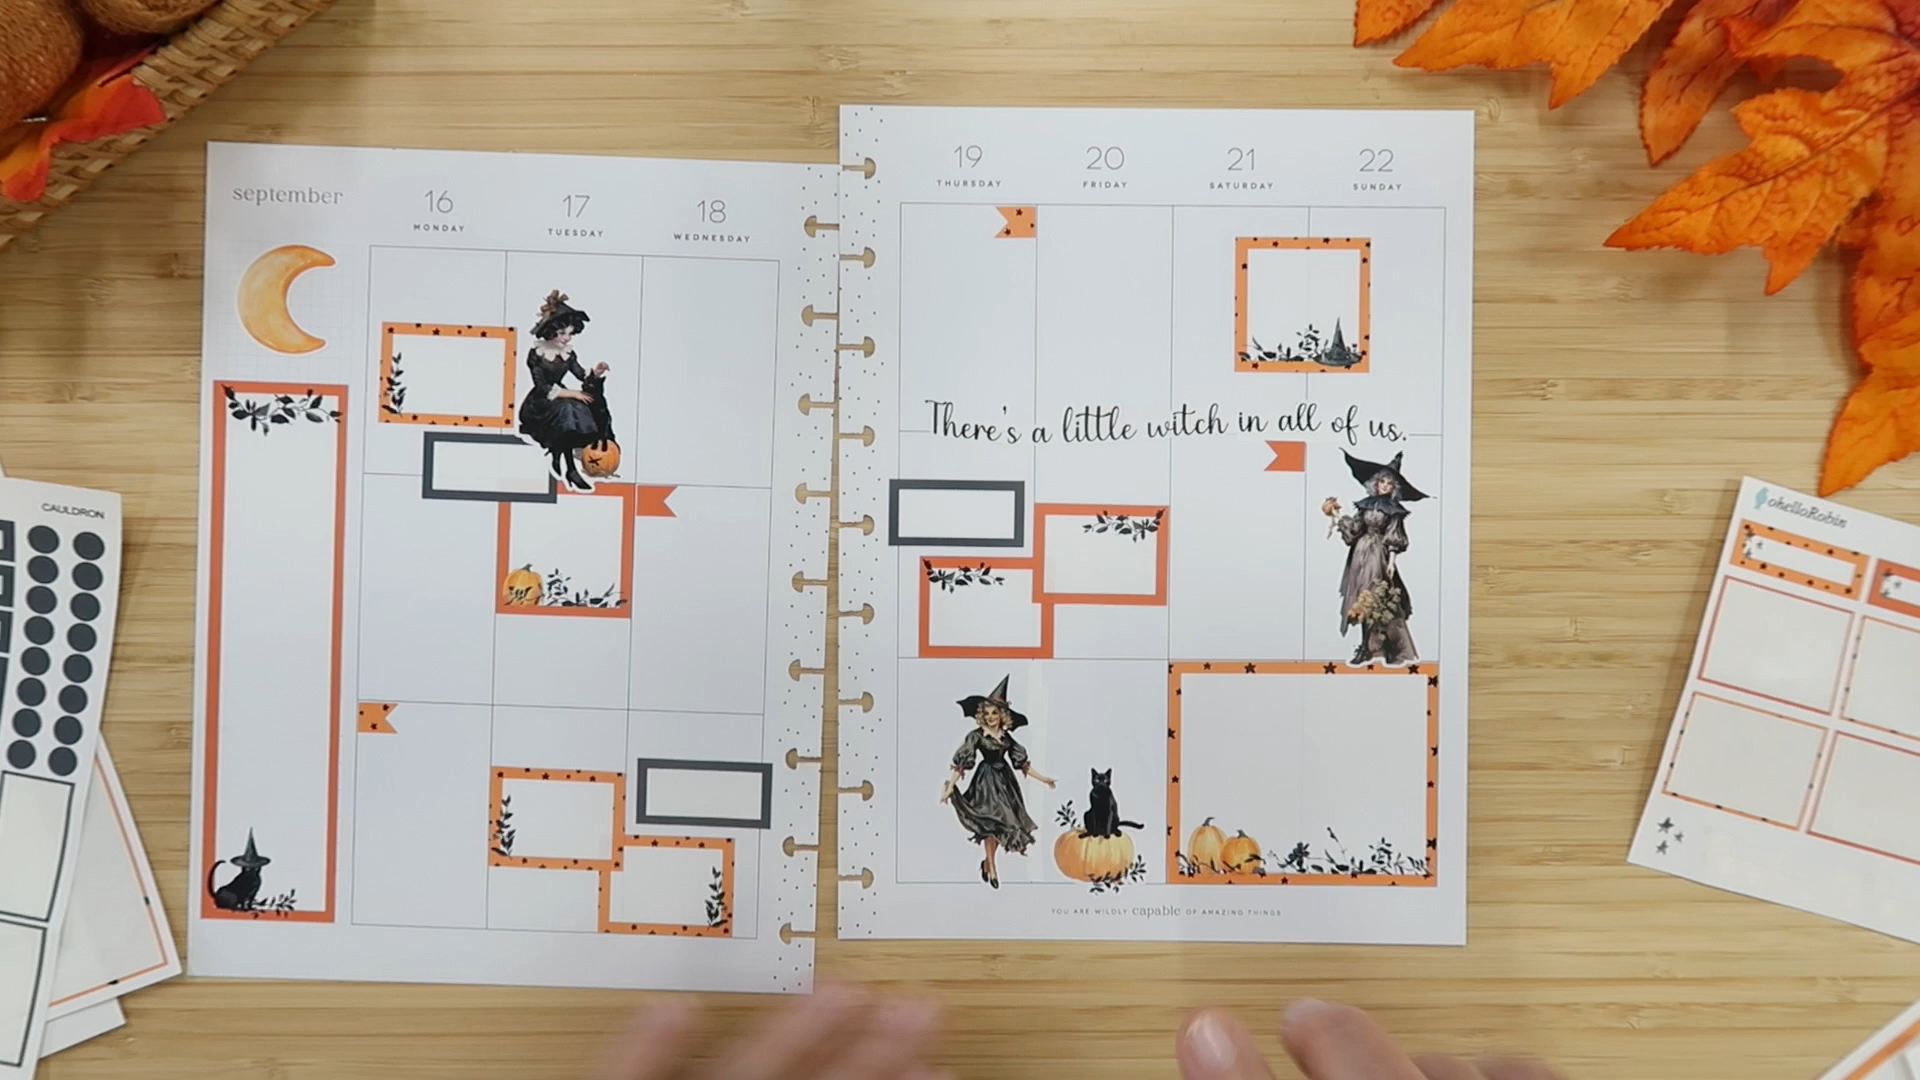 september
16
MONDAY
17
TUESDAY
18
WEDNESDAY
19
THURSDAY
20
FRIDAY
21
SATURDAY
22
SUNDAY
There's a little witch in all of us.
YOU ARE WILDLY capable OF AMAZING THINGS
CAULDRON
ohelloRobin